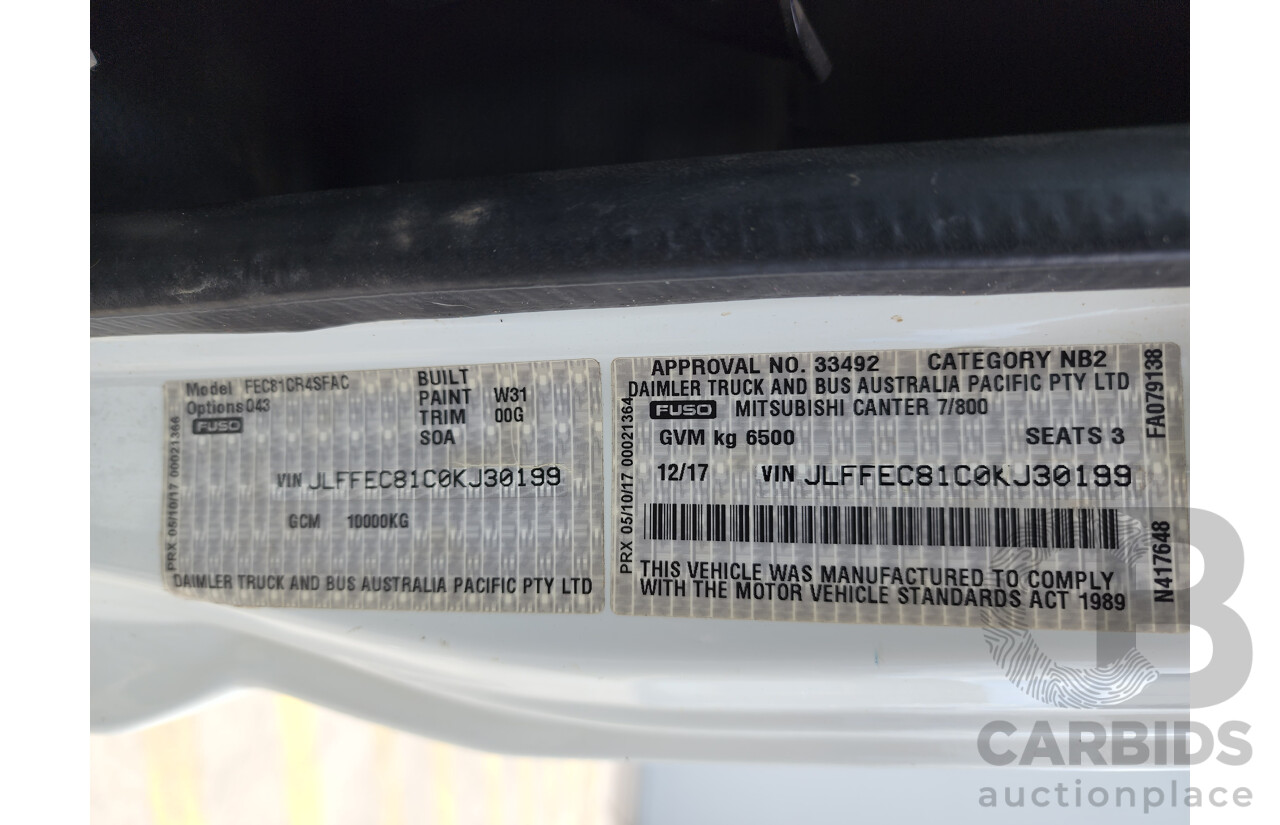 Model FEC81CR4SFAC
Options 043
FUSO
BUILT
PAINT W31
TRIM 00G
SOA
VIN JLFFEC81C0KJ30199
GCM 10000KG
DAIMLER TRUCK AND BUS AUSTRALIA PACIFIC PTY LTD
PRX 05/10/17 00021366
APPROVAL NO. 33492 CATEGORY NB2
DAIMLER TRUCK AND BUS AUSTRALIA PACIFIC PTY LTD
FUSO MITSUBISHI CANTER 7/800
GVM kg 6500 SEATS 3
12/17 VIN JLFFEC81C0KJ30199
THIS VEHICLE WAS MANUFACTURED TO COMPLY
WITH THE MOTOR VEHICLE STANDARDS ACT 1989
PRX 05/10/17 00021364
FA079138
N417648
CB
CARBIDS
auctionplace